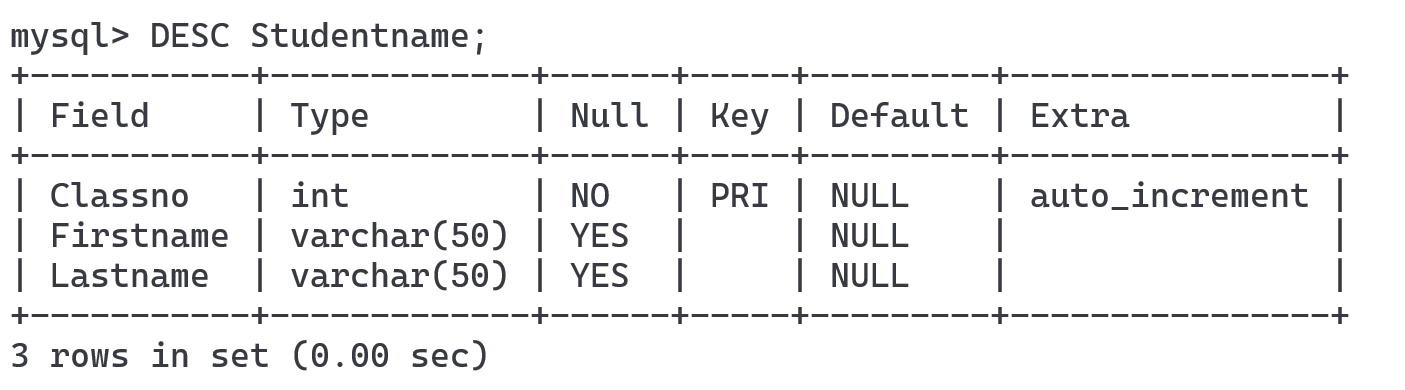 mysql> DESC Studentname;
+-----------+-------------+------+-----+---------+----------------+
| Field     | Type        | Null | Key | Default | Extra          |
+-----------+-------------+------+-----+---------+----------------+
| Classno   | int         | NO   | PRI | NULL    | auto_increment |
| Firstname | varchar(50) | YES  |     | NULL    |                |
| Lastname  | varchar(50) | YES  |     | NULL    |                |
+-----------+-------------+------+-----+---------+----------------+
3 rows in set (0.00 sec)